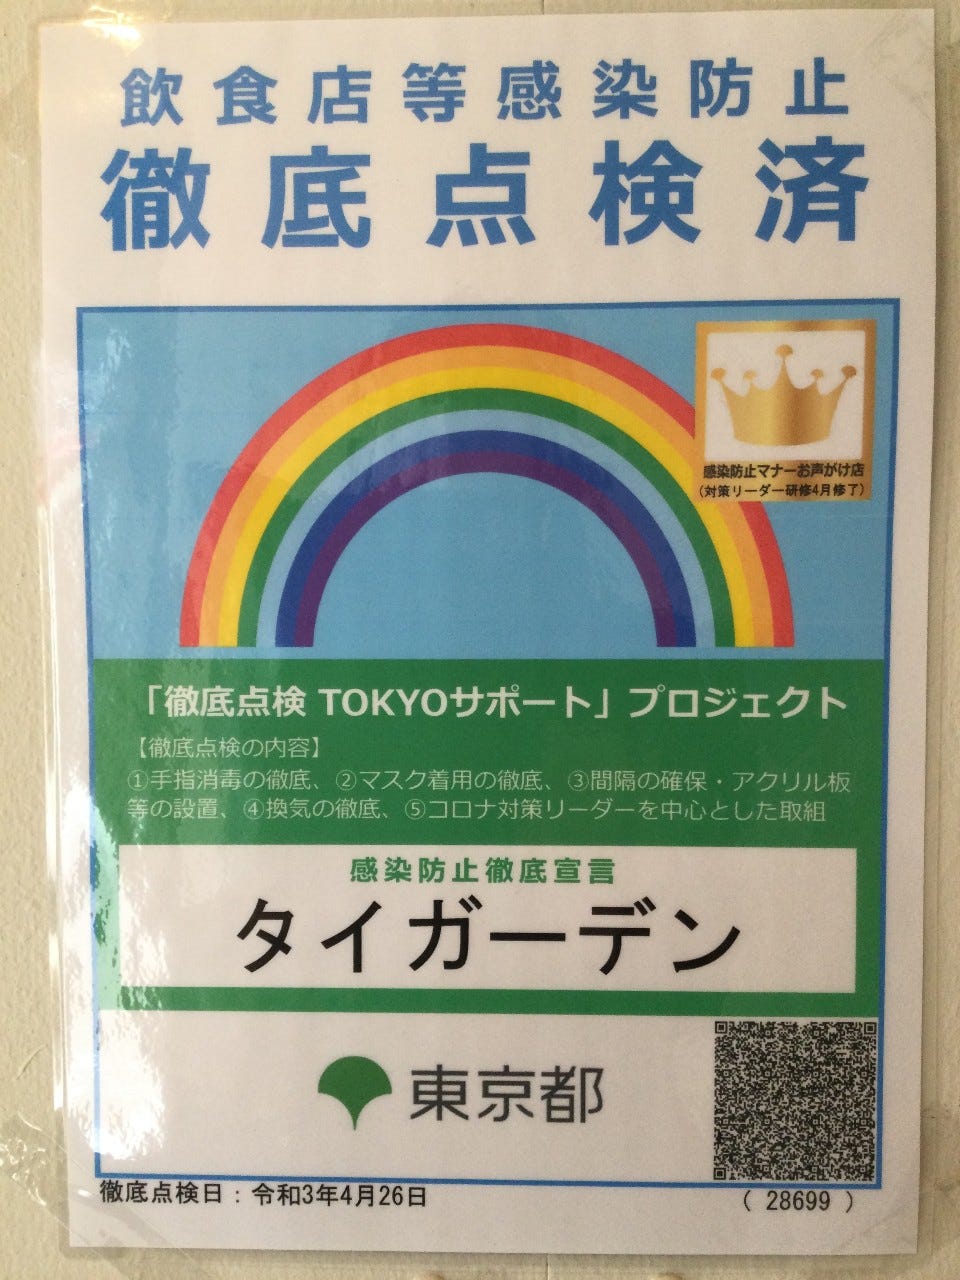 飲食店等感染防止
徹底点検済
感染防止マナーお声がけ店
(対策リーダー研修4月修了)
「徹底点検 TOKYOサポート」プロジェクト
【徹底点検の内容】
①手指消毒の徹底、②マスク着用の徹底、③間隔の確保・アクリル板
等の設置、④換気の徹底、⑤コロナ対策リーダーを中心とした取組
感染防止徹底宣言
タイガーデン
東京都
徹底点検日：令和3年4月26日
( 28699 )